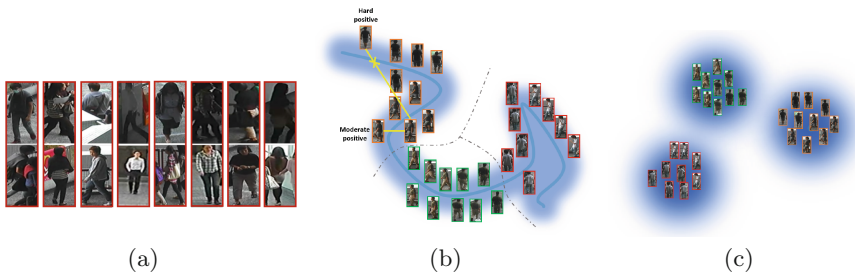 Hard
positive
Moderate
positive
(a)
(b)
(c)